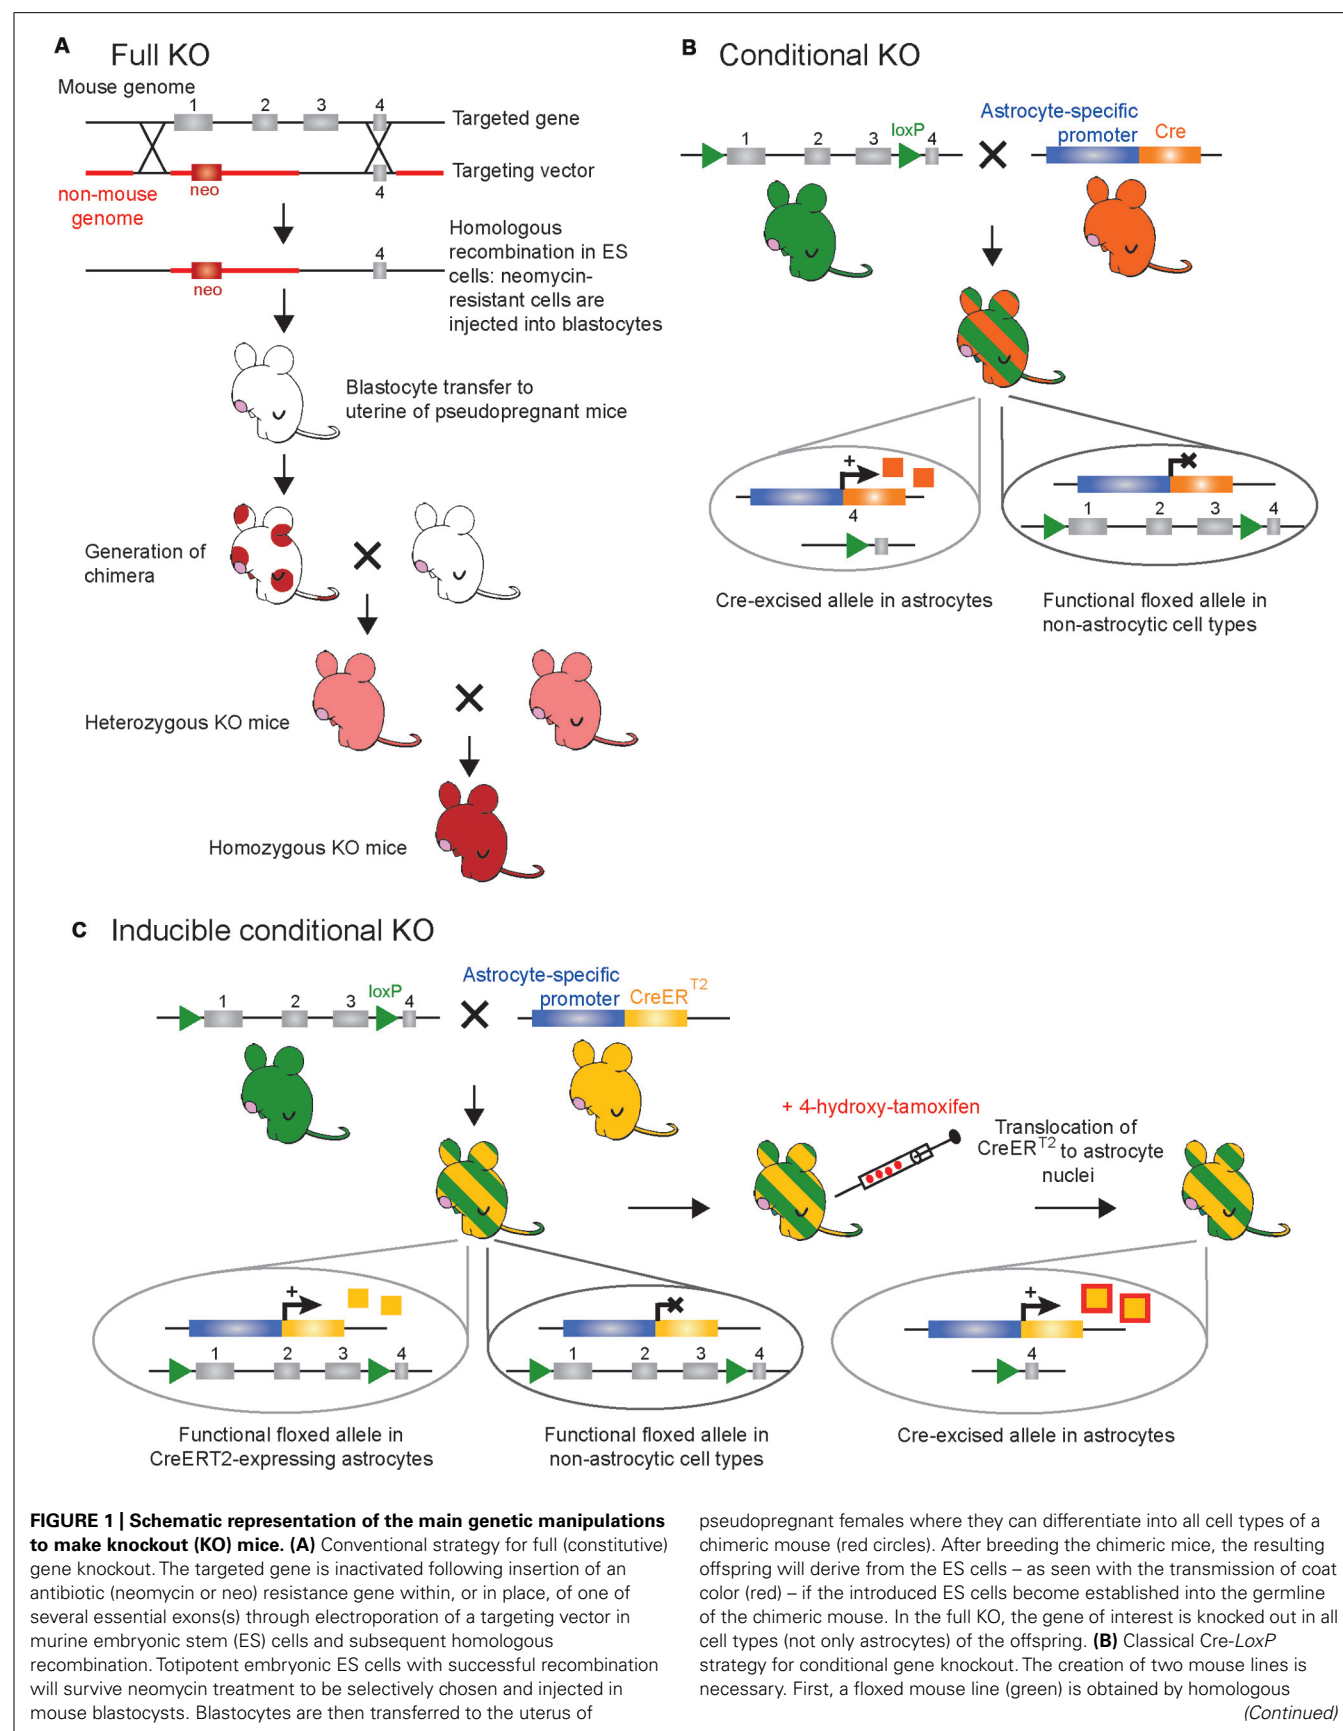 A Full KO
Mouse genome
1 2 3 4
Targeted gene
Targeting vector
non-mouse
genome
neo
4
Homologous
recombination in ES
cells: neomycin-
resistant cells are
injected into blastocytes
4
neo
Blastocyte transfer to
uterine of pseudopregnant mice
Generation of
chimera
Heterozygous KO mice
Homozygous KO mice
B Conditional KO
Astrocyte-specific
promoter Cre
loxP
1 2 3 4
+
4
1 2 3 4
Cre-excised allele in astrocytes
Functional floxed allele in
non-astrocytic cell types
C Inducible conditional KO
loxP
1 2 3 4
Astrocyte-specific
promoter CreER T2
+ 4-hydroxy-tamoxifen
Translocation of
CreERT2 to astrocyte
nuclei
+
1 2 3 4
1 2 3 4
+
4
Functional floxed allele in
CreERT2-expressing astrocytes
Functional floxed allele in
non-astrocytic cell types
Cre-excised allele in astrocytes
FIGURE 1 | Schematic representation of the main genetic manipulations
to make knockout (KO) mice. (A) Conventional strategy for full (constitutive)
gene knockout. The targeted gene is inactivated following insertion of an
antibiotic (neomycin or neo) resistance gene within, or in place, of one of
several essential exons(s) through electroporation of a targeting vector in
murine embryonic stem (ES) cells and subsequent homologous
recombination. Totipotent embryonic ES cells with successful recombination
will survive neomycin treatment to be selectively chosen and injected in
mouse blastocysts. Blastocytes are then transferred to the uterus of
pseudopregnant females where they can differentiate into all cell types of a
chimeric mouse (red circles). After breeding the chimeric mice, the resulting
offspring will derive from the ES cells – as seen with the transmission of coat
color (red) – if the introduced ES cells become established into the germline
of the chimeric mouse. In the full KO, the gene of interest is knocked out in all
cell types (not only astrocytes) of the offspring. (B) Classical Cre-LoxP
strategy for conditional gene knockout. The creation of two mouse lines is
necessary. First, a floxed mouse line (green) is obtained by homologous
(Continued)